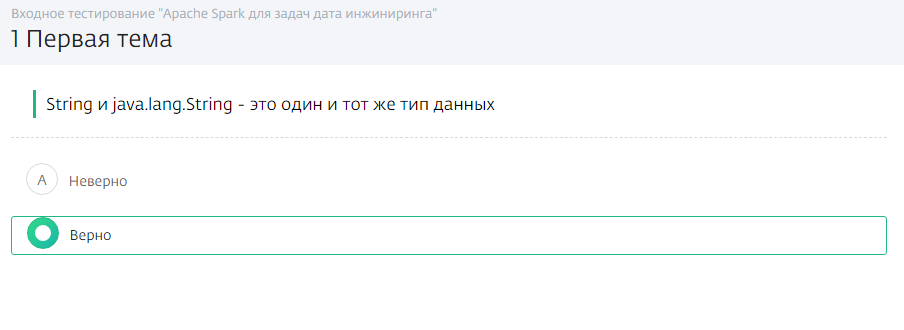 Входное тестирование "Apache Spark для задач дата инжиниринга"
1 Первая тема
String и java.lang.String - это один и тот же тип данных
A Неверно
Верно